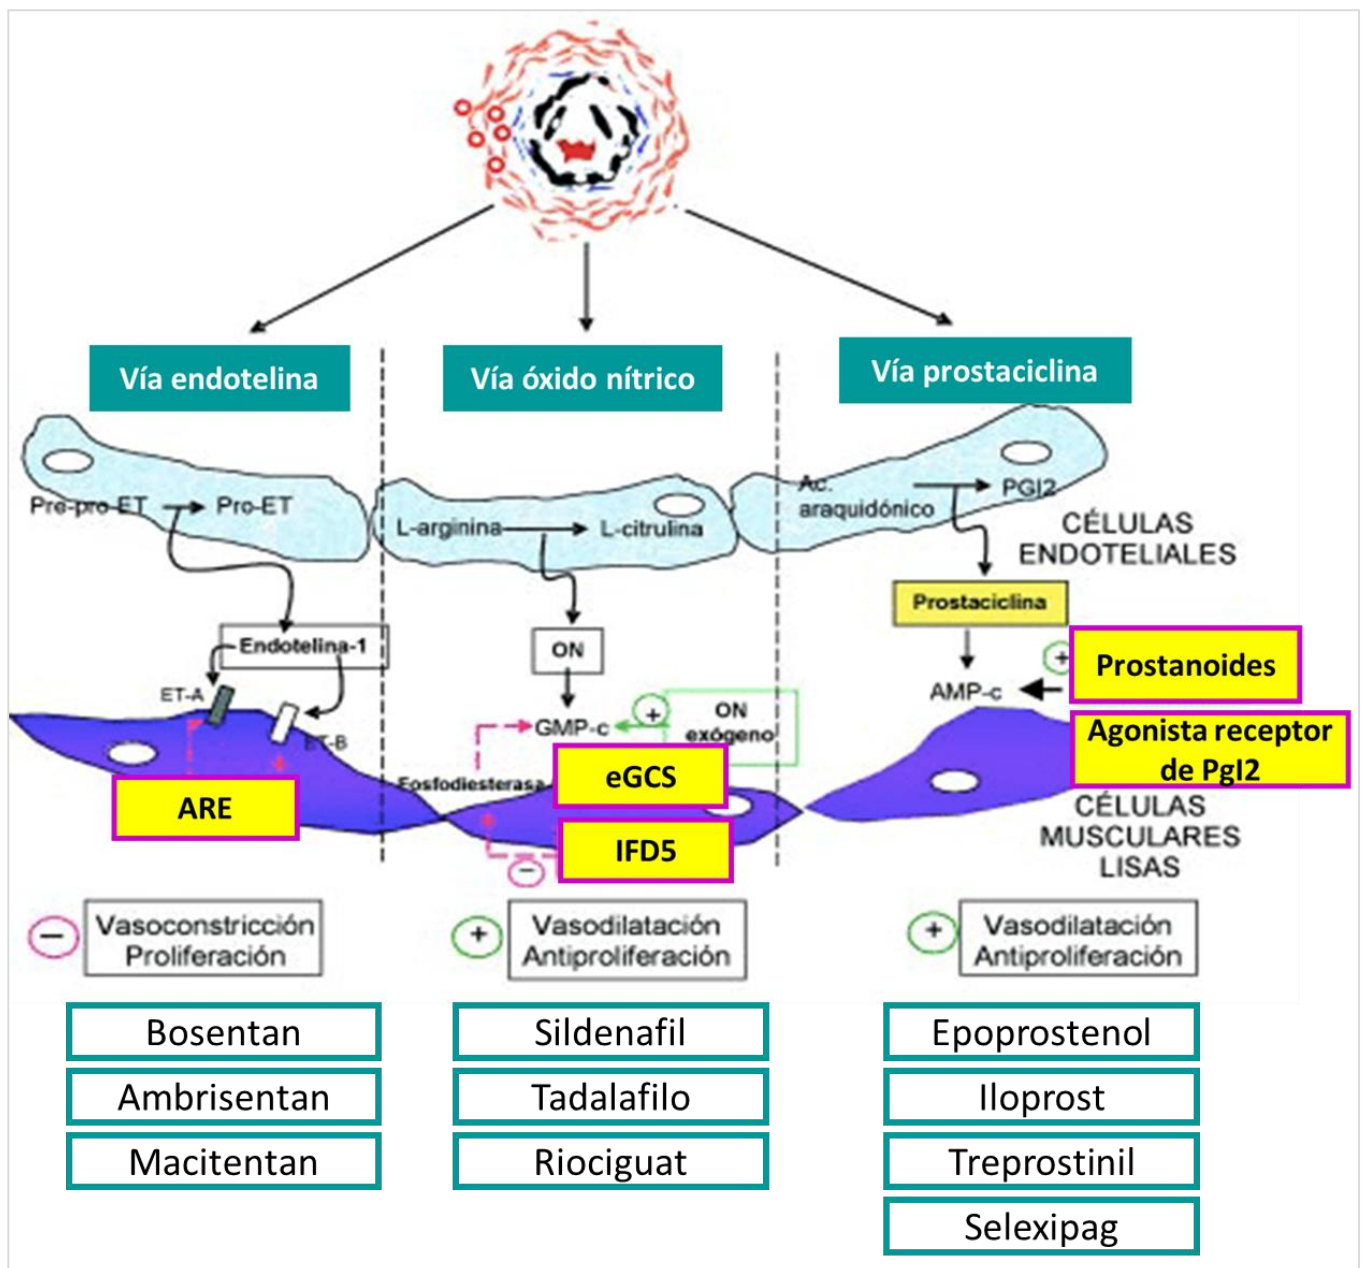 Vía endotelina
Vía óxido nítrico
Vía prostaciclina
Pre-pro-ET
Pro-ET
L-arginina
L-citrulina
Ac.
araquidónico
PGI2
CÉLULAS
ENDOTELIALES
Endotelina-1
ON
Prostaciclina
ET-A
ET-B
GMP-c
+
ON
exógeno
AMP-c
+
Prostanoides
Agonista receptor
de PgI2
Fosfodiesterasa
eGCS
ARE
IFD5
−
CÉLULAS
MUSCULARES
LISAS
−
Vasoconstricción
Proliferación
+
Vasodilatación
Antiproliferación
+
Vasodilatación
Antiproliferación
Bosentan
Ambrisentan
Macitentan
Sildenafil
Tadalafilo
Riociguat
Epoprostenol
Iloprost
Treprostinil
Selexipag